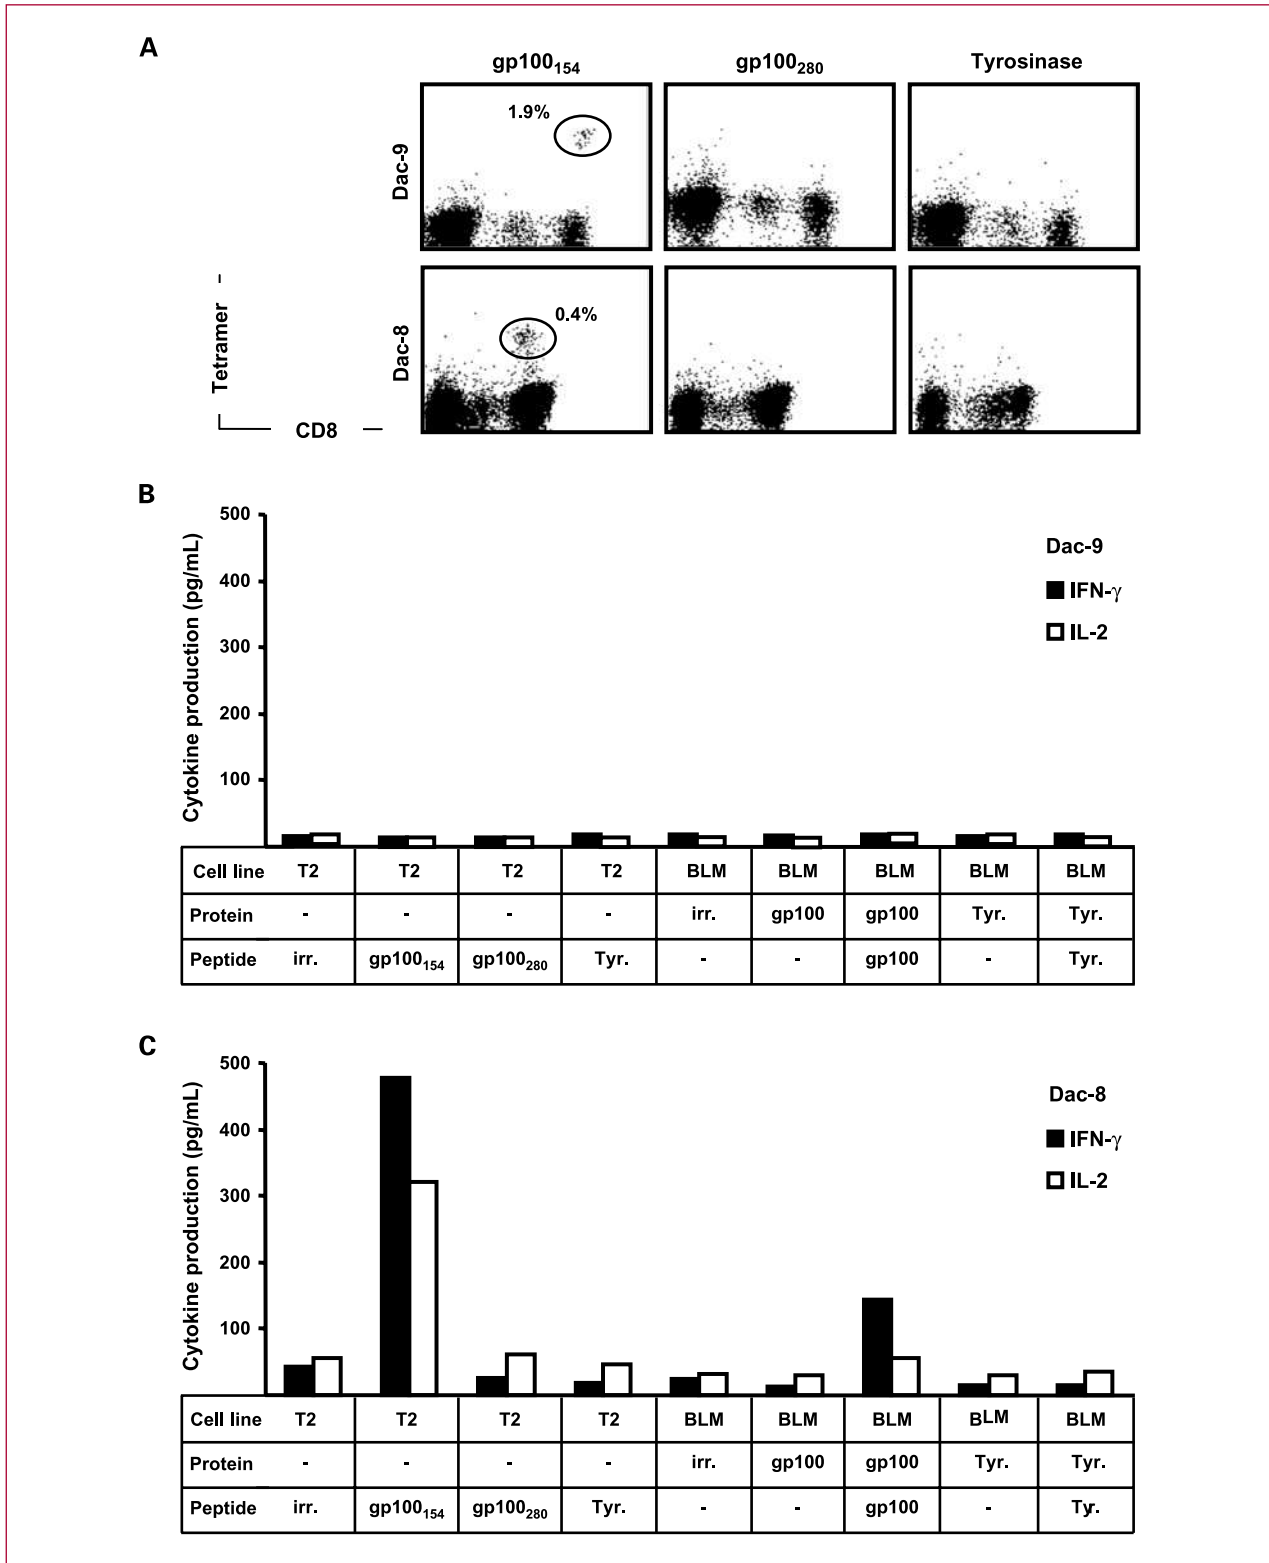 A
gp100154 gp100280 Tyrosinase
Dac-9
1.9%
Dac-8
0.4%
Tetramer
CD8
B
Cytokine production (pg/mL)
500
400
300
200
100
Dac-9
IFN-γ
IL-2
Cell line T2 T2 T2 T2 BLM BLM BLM BLM BLM
Protein - - - - irr. gp100 gp100 Tyr. Tyr.
Peptide irr. gp100154 gp100280 Tyr. - - gp100 - Tyr.
C
Cytokine production (pg/mL)
500
400
300
200
100
Dac-8
IFN-γ
IL-2
Cell line T2 T2 T2 T2 BLM BLM BLM BLM BLM
Protein - - - - irr. gp100 gp100 Tyr. Tyr.
Peptide irr. gp100154 gp100280 Tyr. - - gp100 - Tyr.